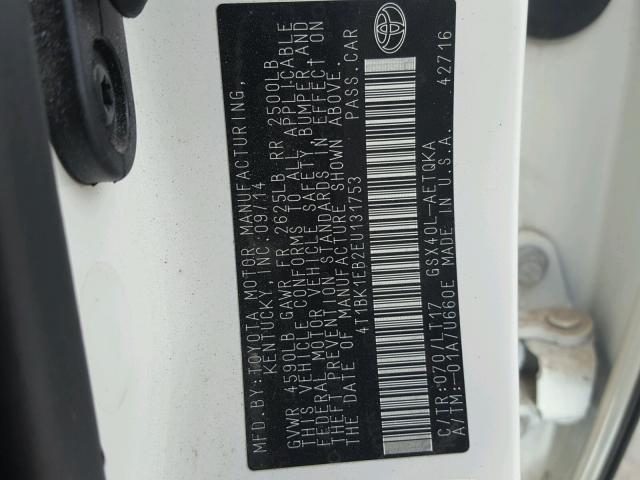 MFD. BY:TOYOTA MOTOR MANUFACTURING,
KENTUCKY, INC. 09/14
GVWR 4590LB GAWR FR 2625LB RR 2500LB
THIS VEHICLE CONFORMS TO ALL APPLICABLE
FEDERAL MOTOR VEHICLE SAFETY, BUMPER, AND
THEFT PREVENTION STANDARDS IN EFFECT ON
THE DATE OF MANUFACTURE SHOWN ABOVE.
4T1BK1EB2EU131753 PASS.CAR
C/TR:070/LT17 GSX40L-AETQKA
A/TM:-01A/U660E MADE IN U.S.A. 42716